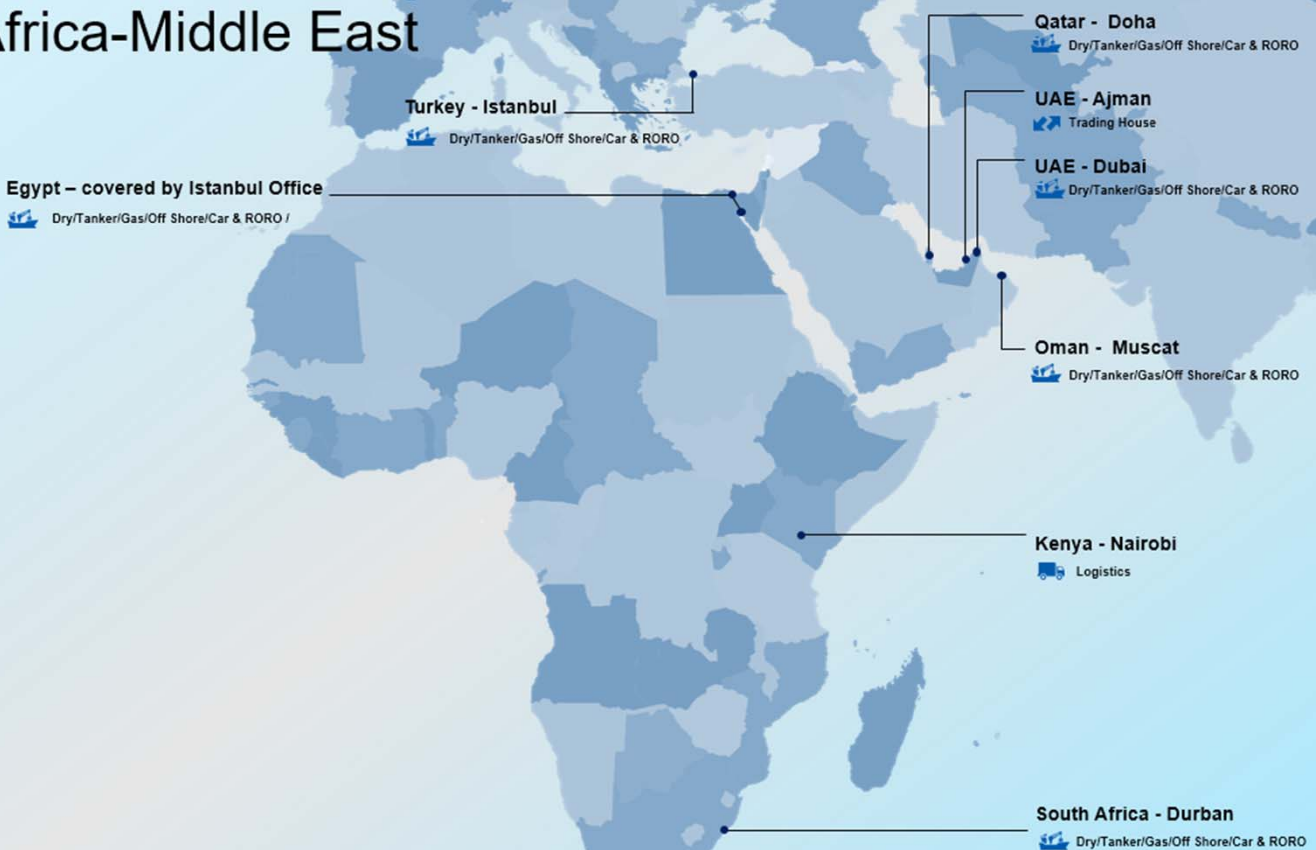 frica-Middle East
Turkey - Istanbul
Dry/Tanker/Gas/Off Shore/Car & RORO
Egypt – covered by Istanbul Office
Dry/Tanker/Gas/Off Shore/Car & RORO /
Qatar - Doha
Dry/Tanker/Gas/Off Shore/Car & RORO
UAE - Ajman
Trading House
UAE - Dubai
Dry/Tanker/Gas/Off Shore/Car & RORO
Oman - Muscat
Dry/Tanker/Gas/Off Shore/Car & RORO
Kenya - Nairobi
Logistics
South Africa - Durban
Dry/Tanker/Gas/Off Shore/Car & RORO